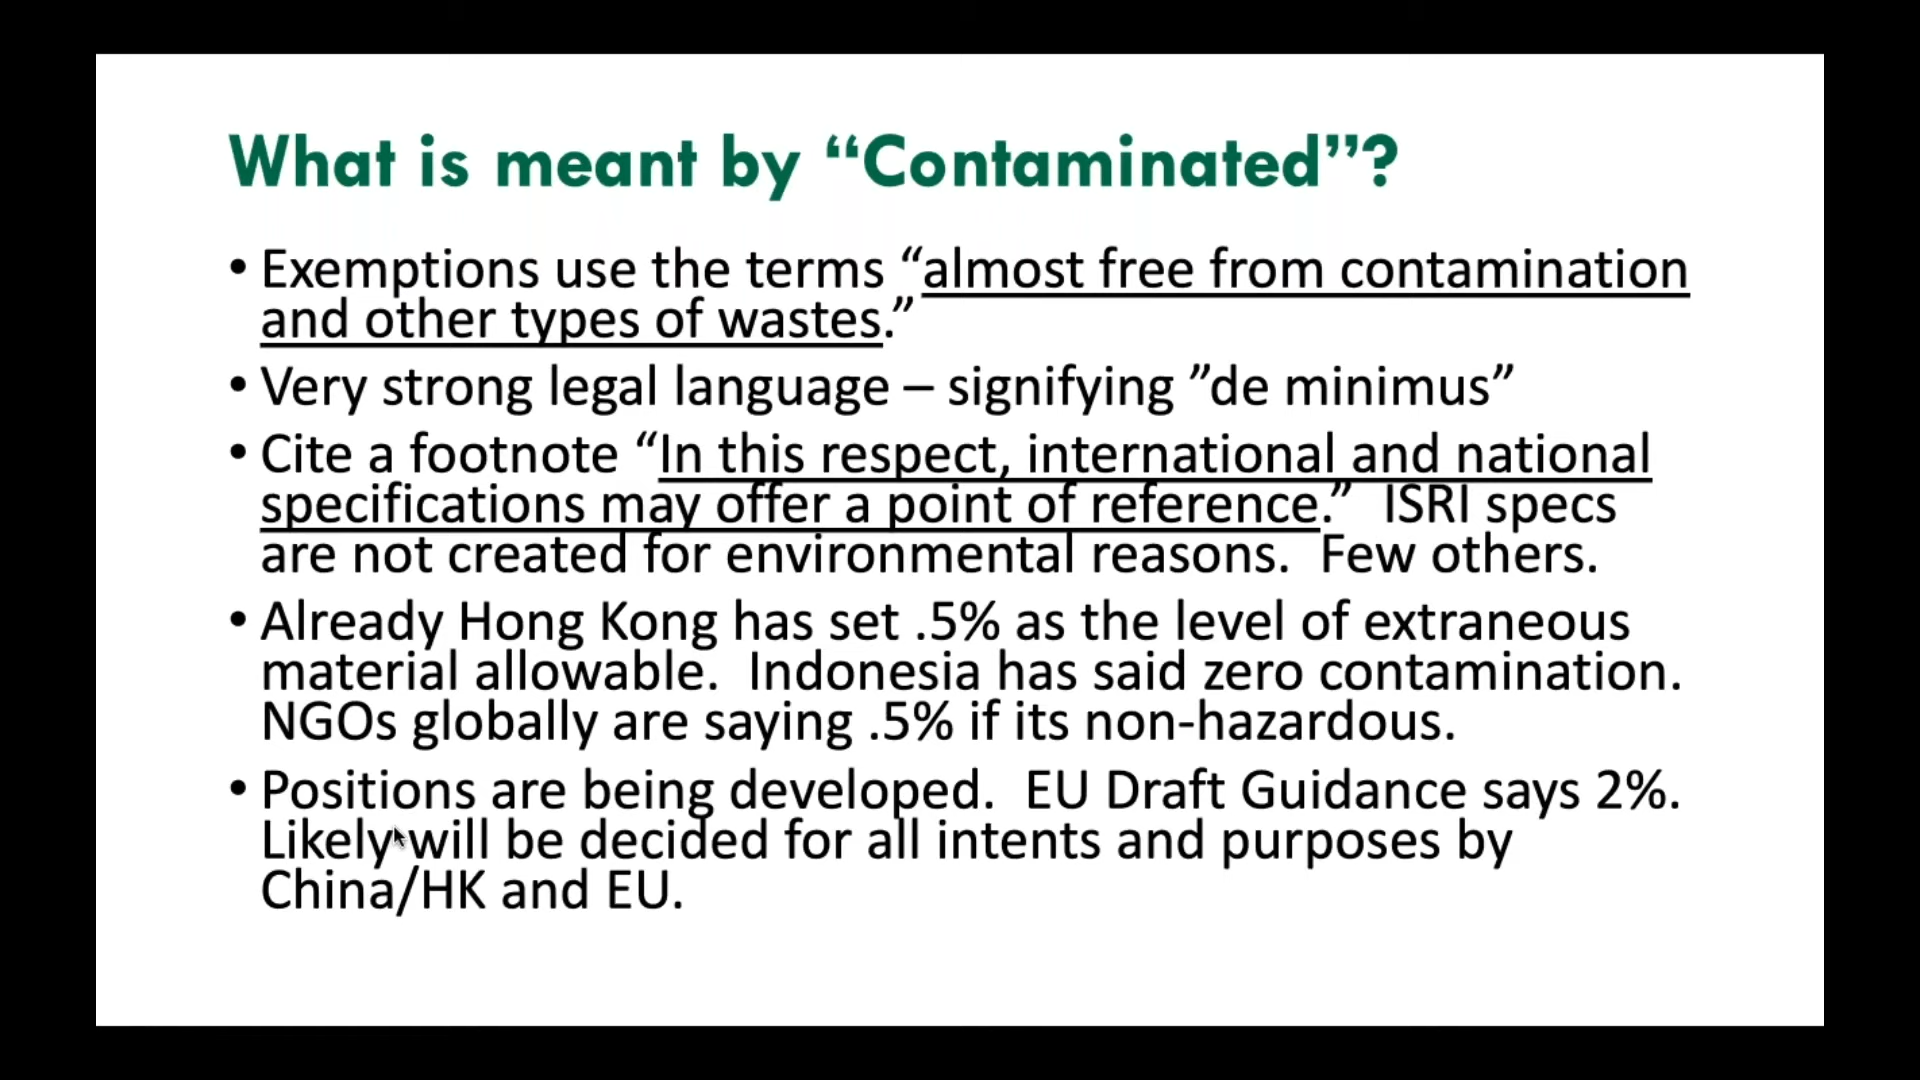 What is meant by “Contaminated”?
• Exemptions use the terms “almost free from contamination
and other types of wastes.”
• Very strong legal language – signifying ”de minimus”
• Cite a footnote “In this respect, international and national
specifications may offer a point of reference.”  ISRI specs
are not created for environmental reasons.  Few others.
• Already Hong Kong has set .5% as the level of extraneous
material allowable.  Indonesia has said zero contamination.
NGOs globally are saying .5% if its non-hazardous.
• Positions are being developed.  EU Draft Guidance says 2%.
Likely will be decided for all intents and purposes by
China/HK and EU.